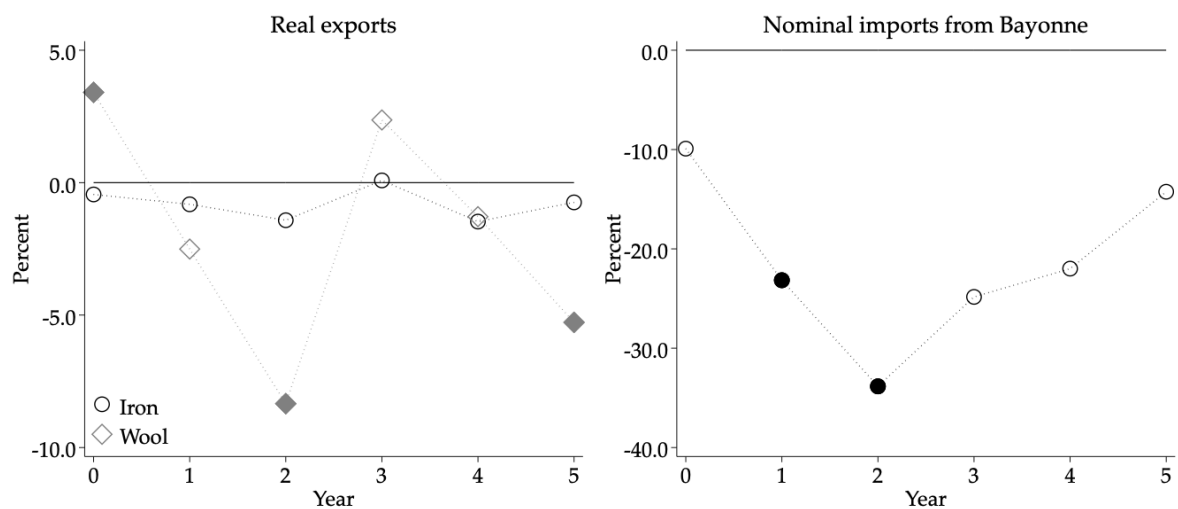 Real exports
5.0
0.0
-5.0
-10.0
Percent
Iron
Wool
0 1 2 3 4 5
Year
Nominal imports from Bayonne
0.0
-10.0
-20.0
-30.0
-40.0
Percent
0 1 2 3 4 5
Year